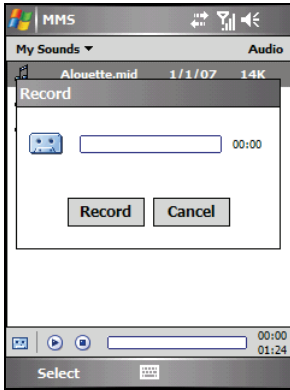 MMS
My Sounds Audio
Alouette.mid 1/1/07 14K
Record
00:00
Record Cancel
00:00
01:24
Select